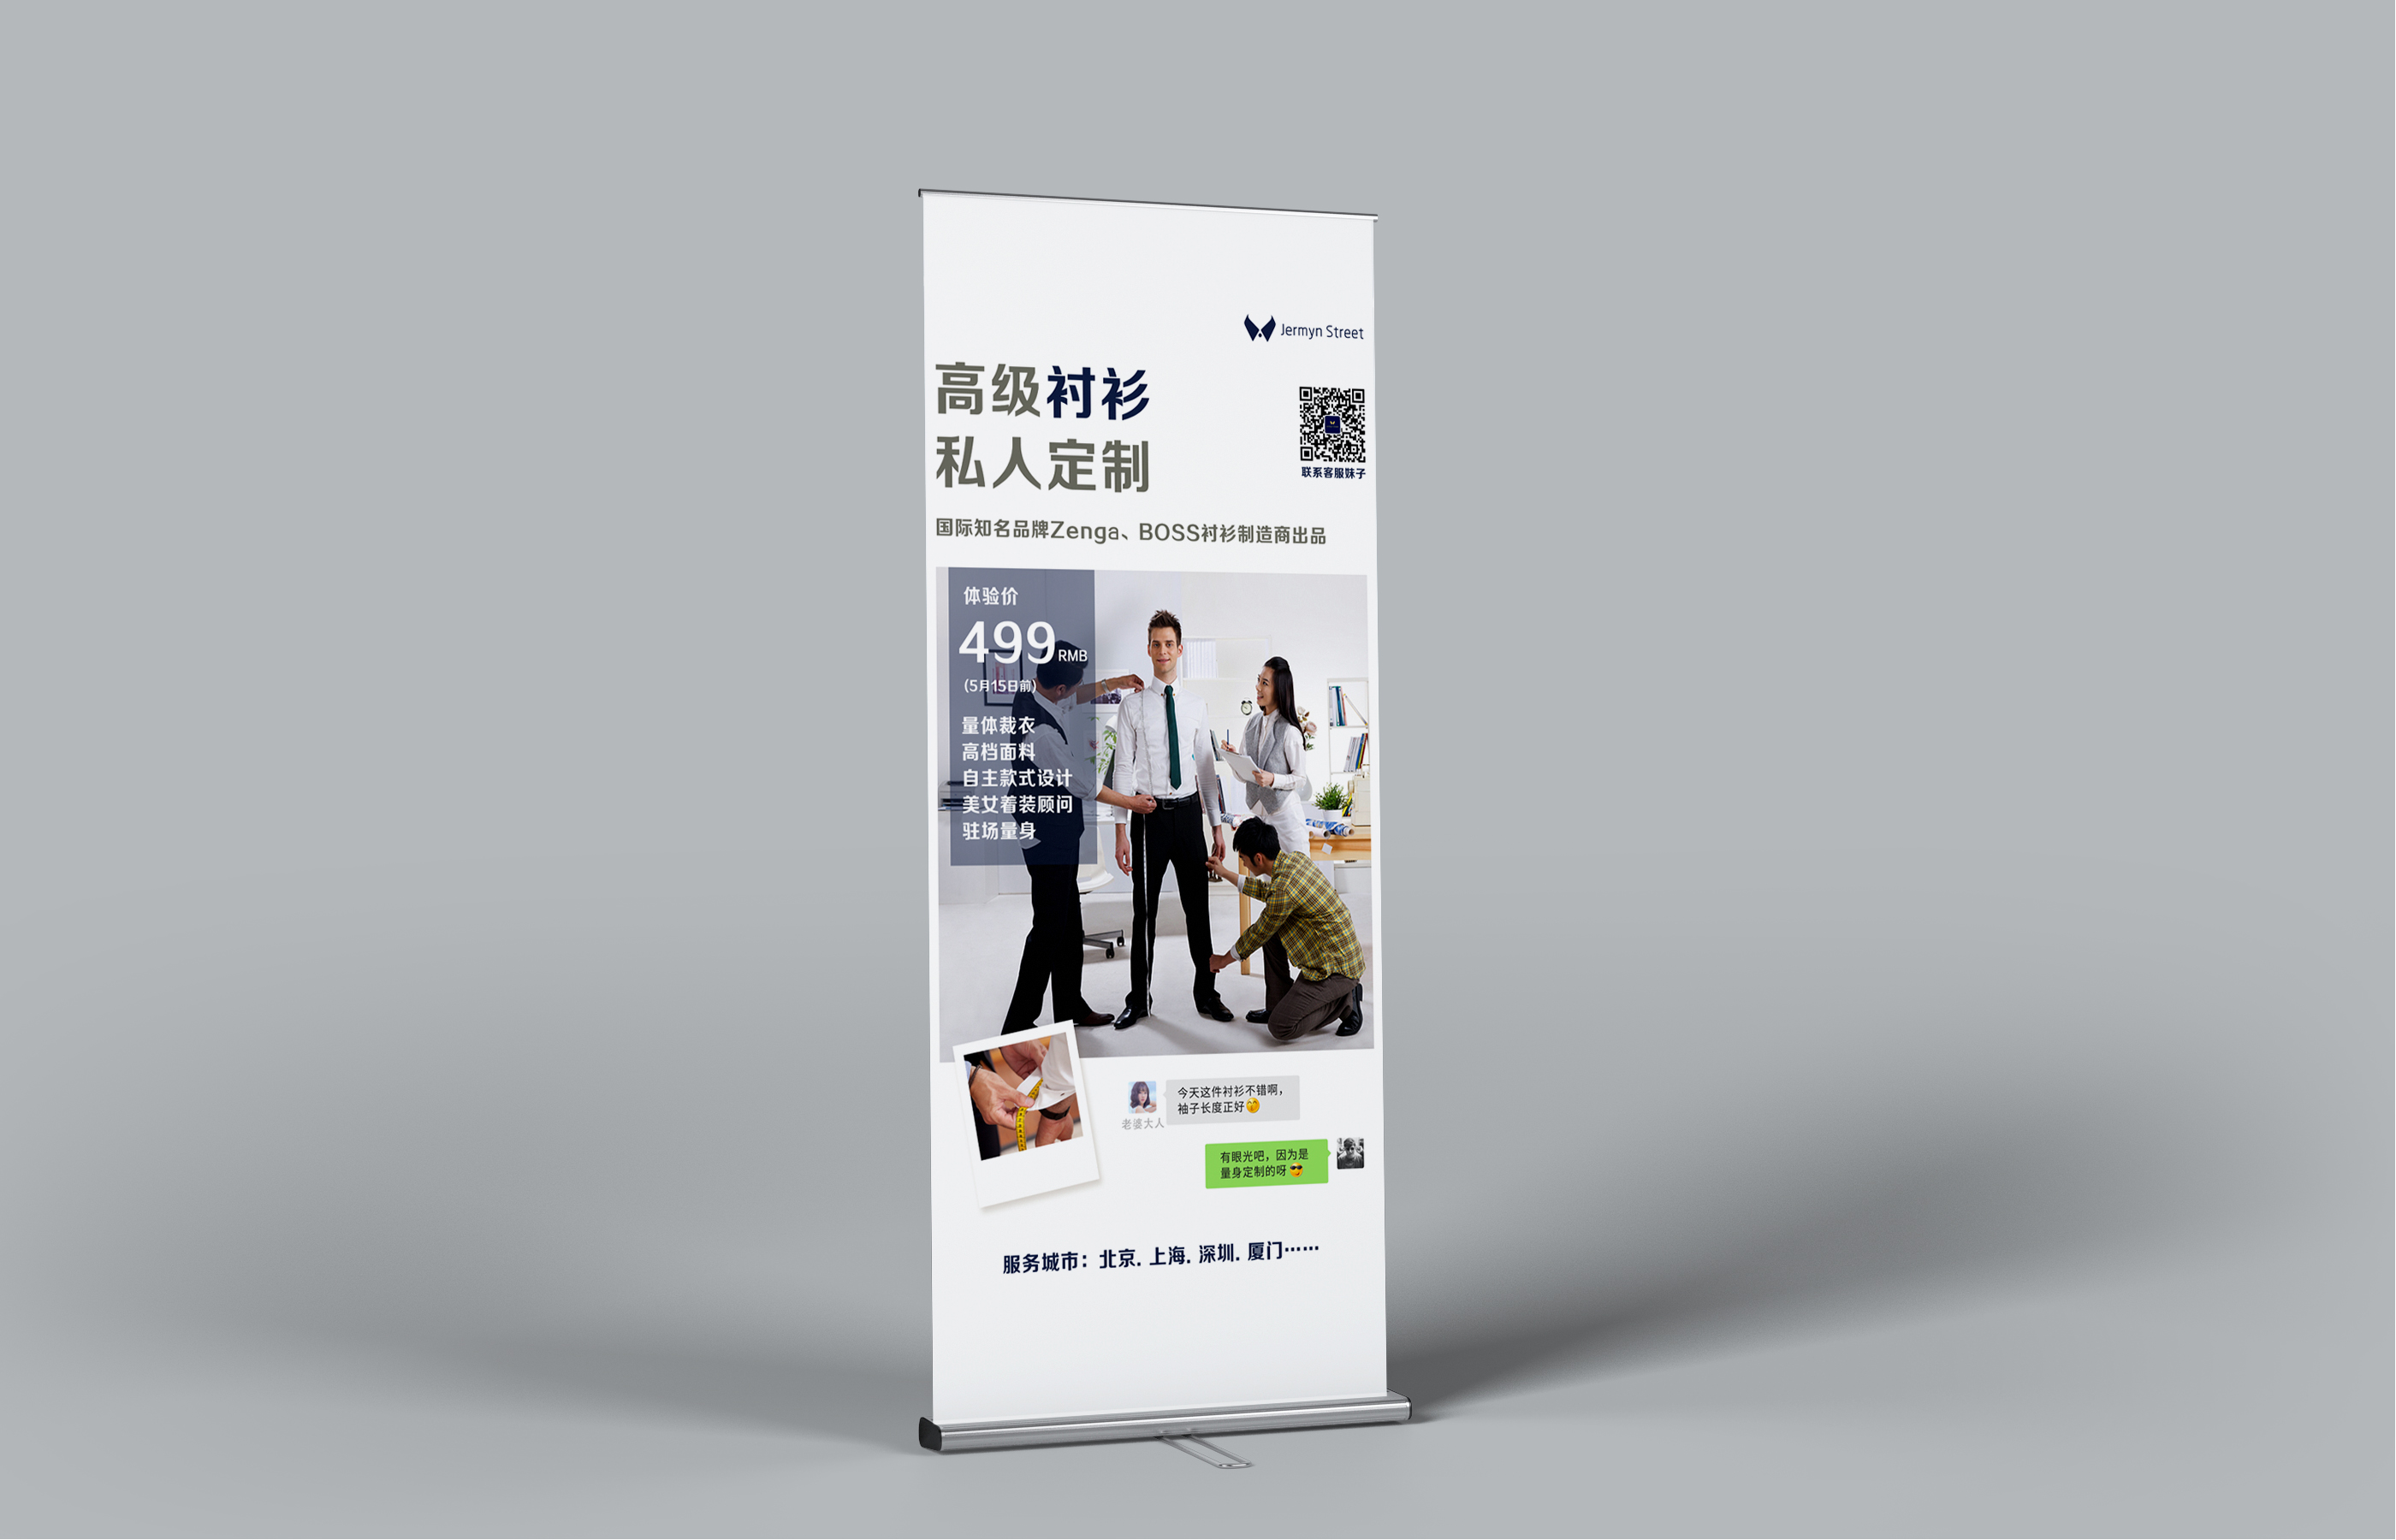 Jermyn Street
高级衬衫
私人定制
联系客服妹子
国际知名品牌Zenga、BOSS衬衫制造商出品
体验价
499RMB
(5月15日前)
量体裁衣
高档面料
自主款式设计
美女着装顾问
驻场量身
今天这件衬衫不错啊，
袖子长度正好
老婆大人
有眼光吧，因为是
量身定制的呀
服务城市：北京. 上海. 深圳. 厦门……